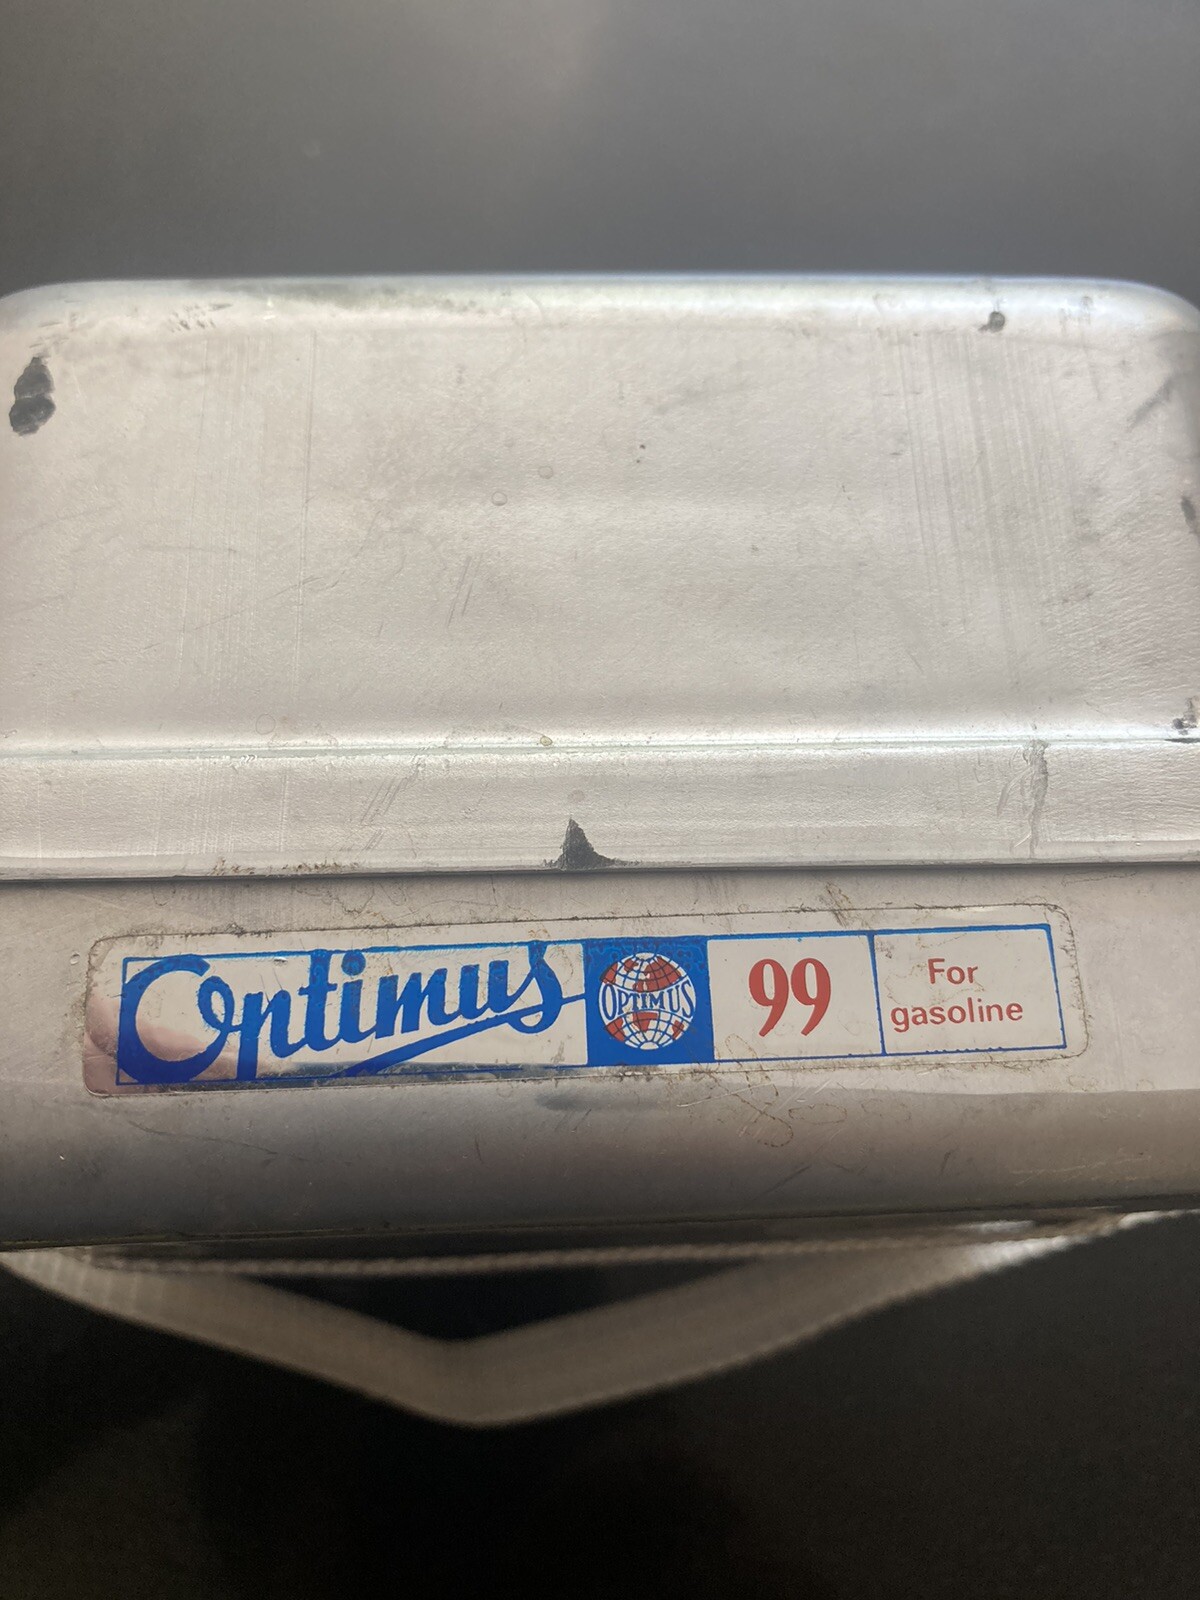 Optimus
OPTIMUS
99
For
gasoline